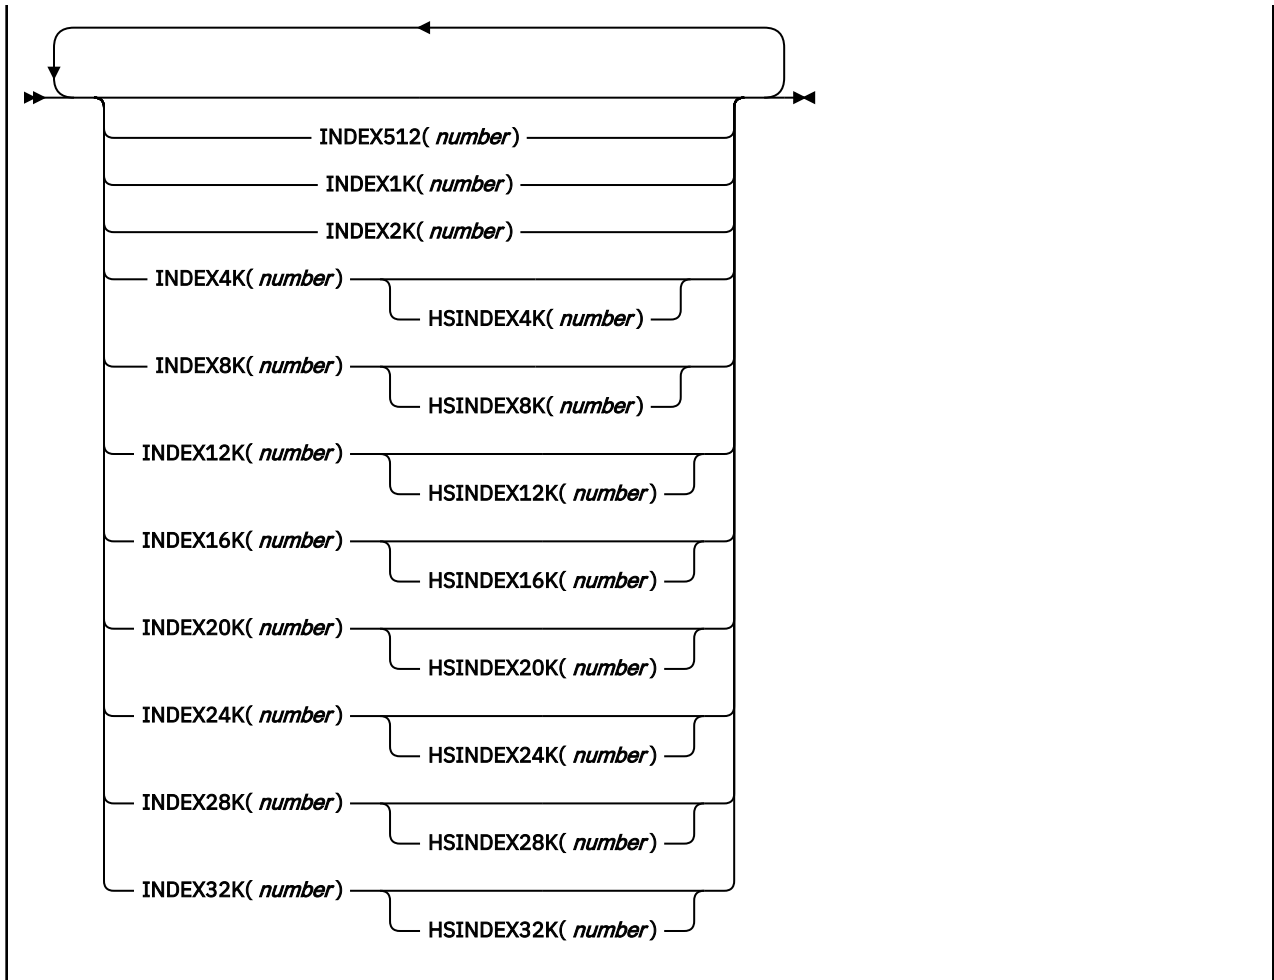 INDEX512( number )
INDEX1K( number )
INDEX2K( number )
INDEX4K( number )
HSINDEX4K( number )
INDEX8K( number )
HSINDEX8K( number )
INDEX12K( number )
HSINDEX12K( number )
INDEX16K( number )
HSINDEX16K( number )
INDEX20K( number )
HSINDEX20K( number )
INDEX24K( number )
HSINDEX24K( number )
INDEX28K( number )
HSINDEX28K( number )
INDEX32K( number )
HSINDEX32K( number )